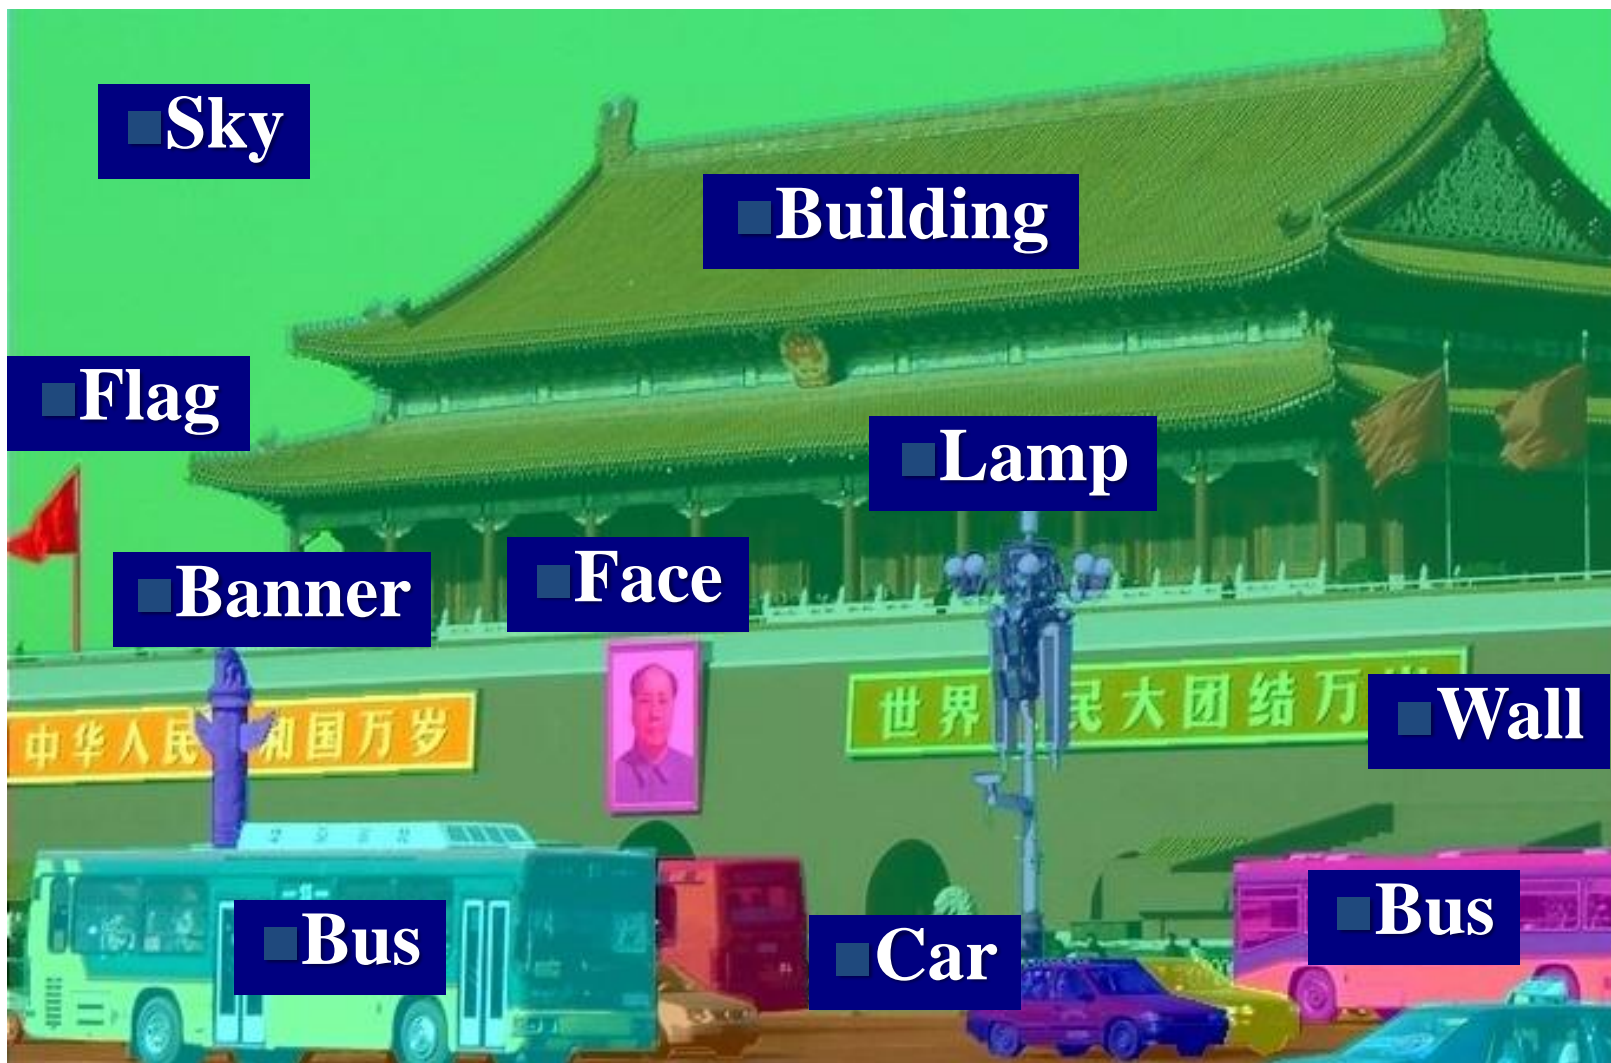 Sky
Building
Flag
Lamp
Banner
Face
中华人民 和国万岁
世界 民大团结万
Wall
Bus
Car
Bus